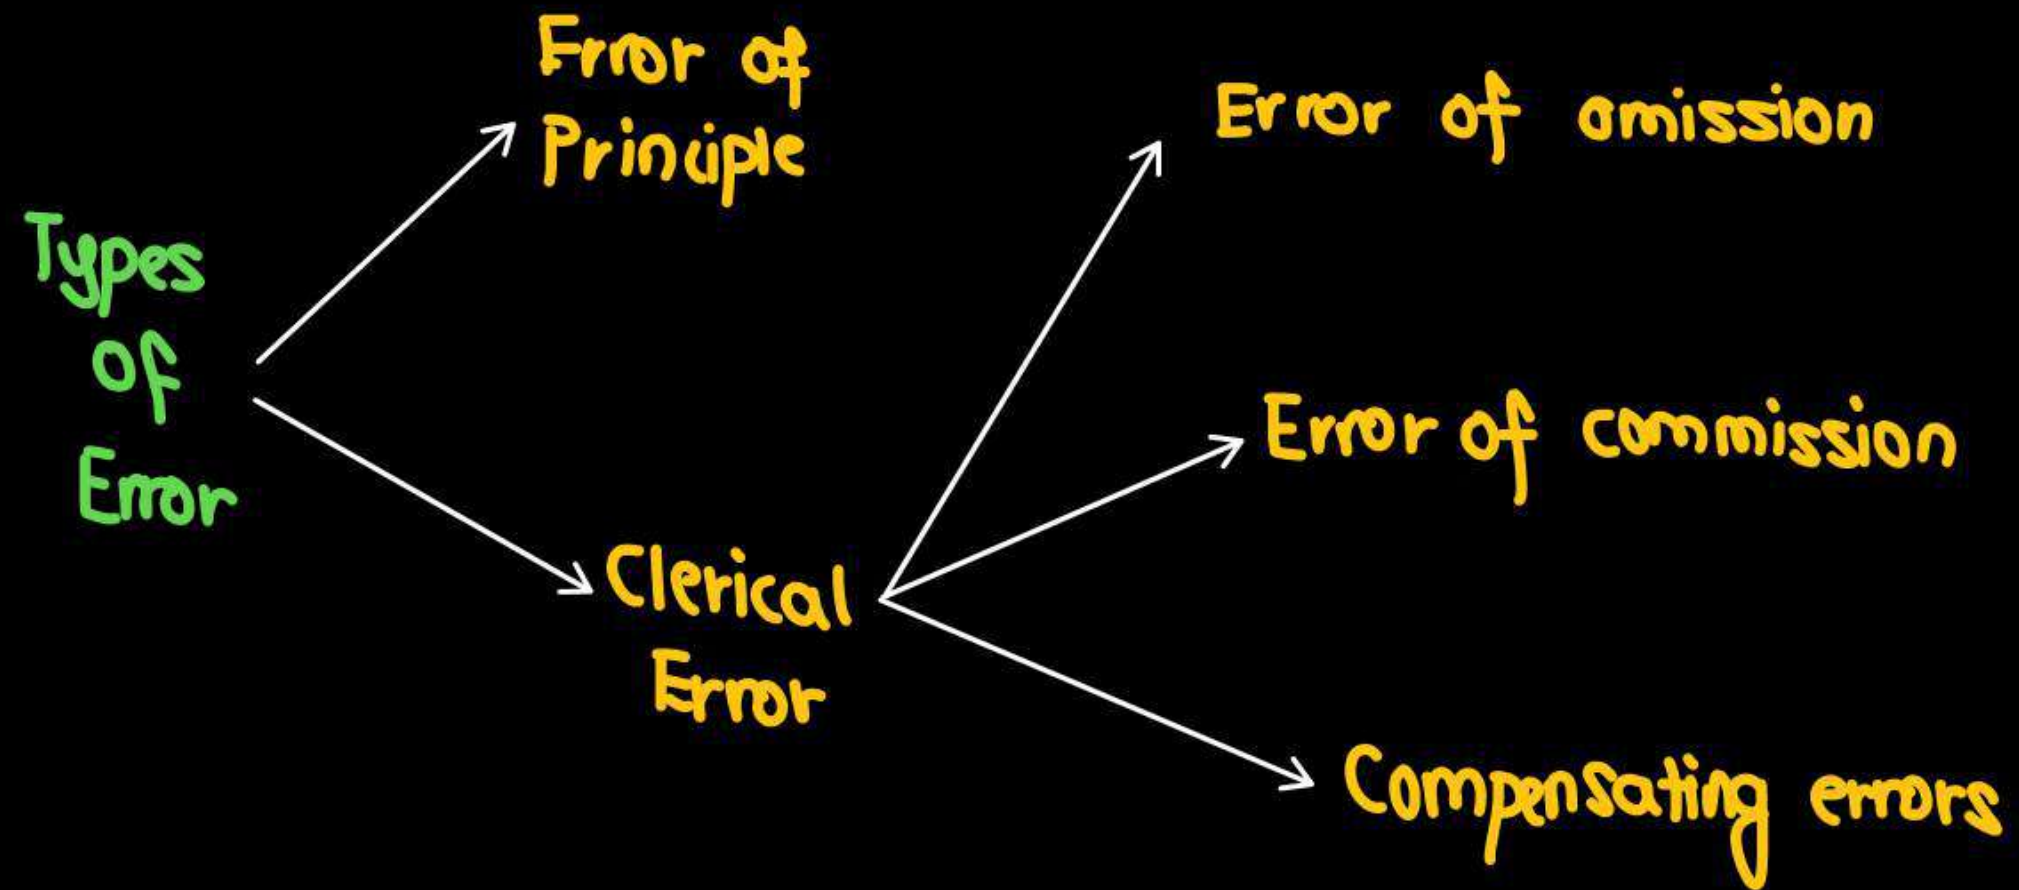 Types
of
Error
Error of
Principle
Clerical
Error
Error of omission
Error of commission
Compensating errors